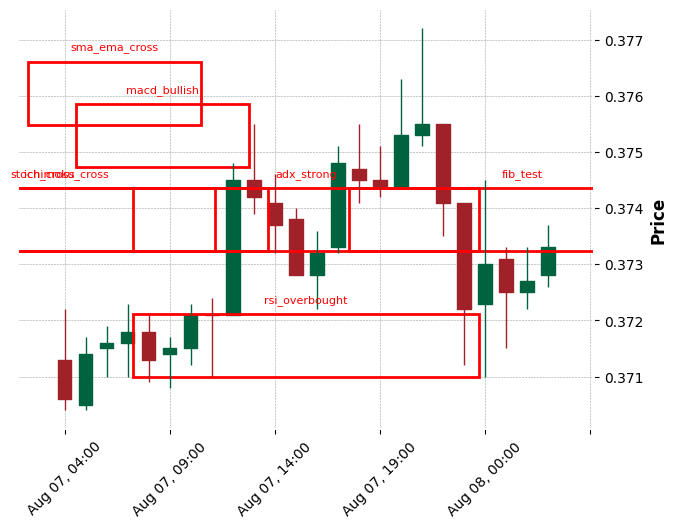 0.377
sma_ema_cross
0.376
macd_bullish
0.375
adx_strong
fib_test
0.374
Price
0.373
rsi_overbought
0.372
0.371
Aug 07, 04:00
Aug 07, 09:00
Aug 07, 14:00
Aug 07, 19:00
Aug 08, 00:00